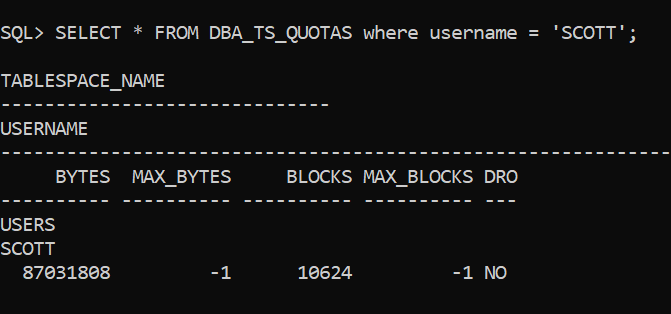 SQL> SELECT * FROM DBA_TS_QUOTAS where username = 'SCOTT';
TABLESPACE_NAME
------------------------------
USERNAME
--------------------------------------------------------------------------------
BYTES MAX_BYTES BLOCKS MAX_BLOCKS DRO
---------- ---------- ---------- ---------- ---
USERS
SCOTT
87031808 -1 10624 -1 NO